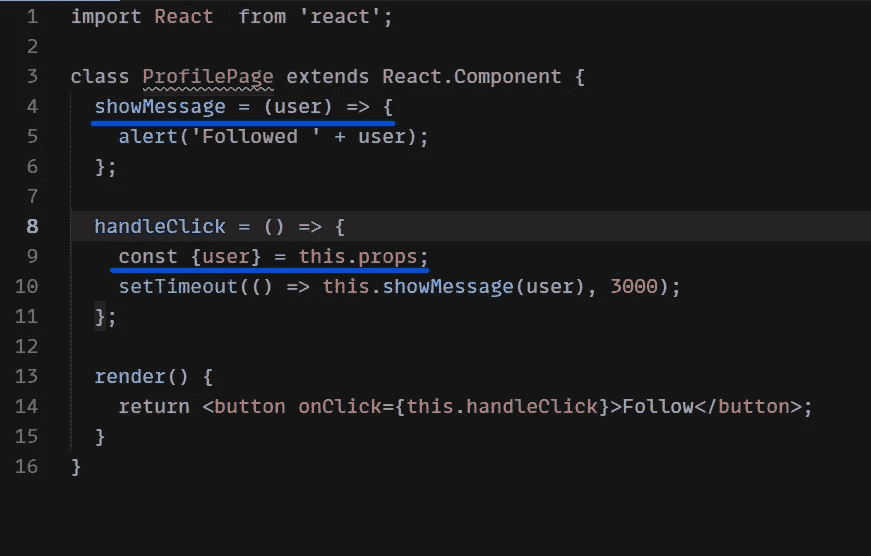 1 import React  from 'react';
2
3 class ProfilePage extends React.Component {
4   showMessage = (user) => {
5     alert('Followed ' + user);
6   };
7
8   handleClick = () => {
9     const {user} = this.props;
10     setTimeout(() => this.showMessage(user), 3000);
11   };
12
13   render() {
14     return <button onClick={this.handleClick}>Follow</button>;
15   }
16 }